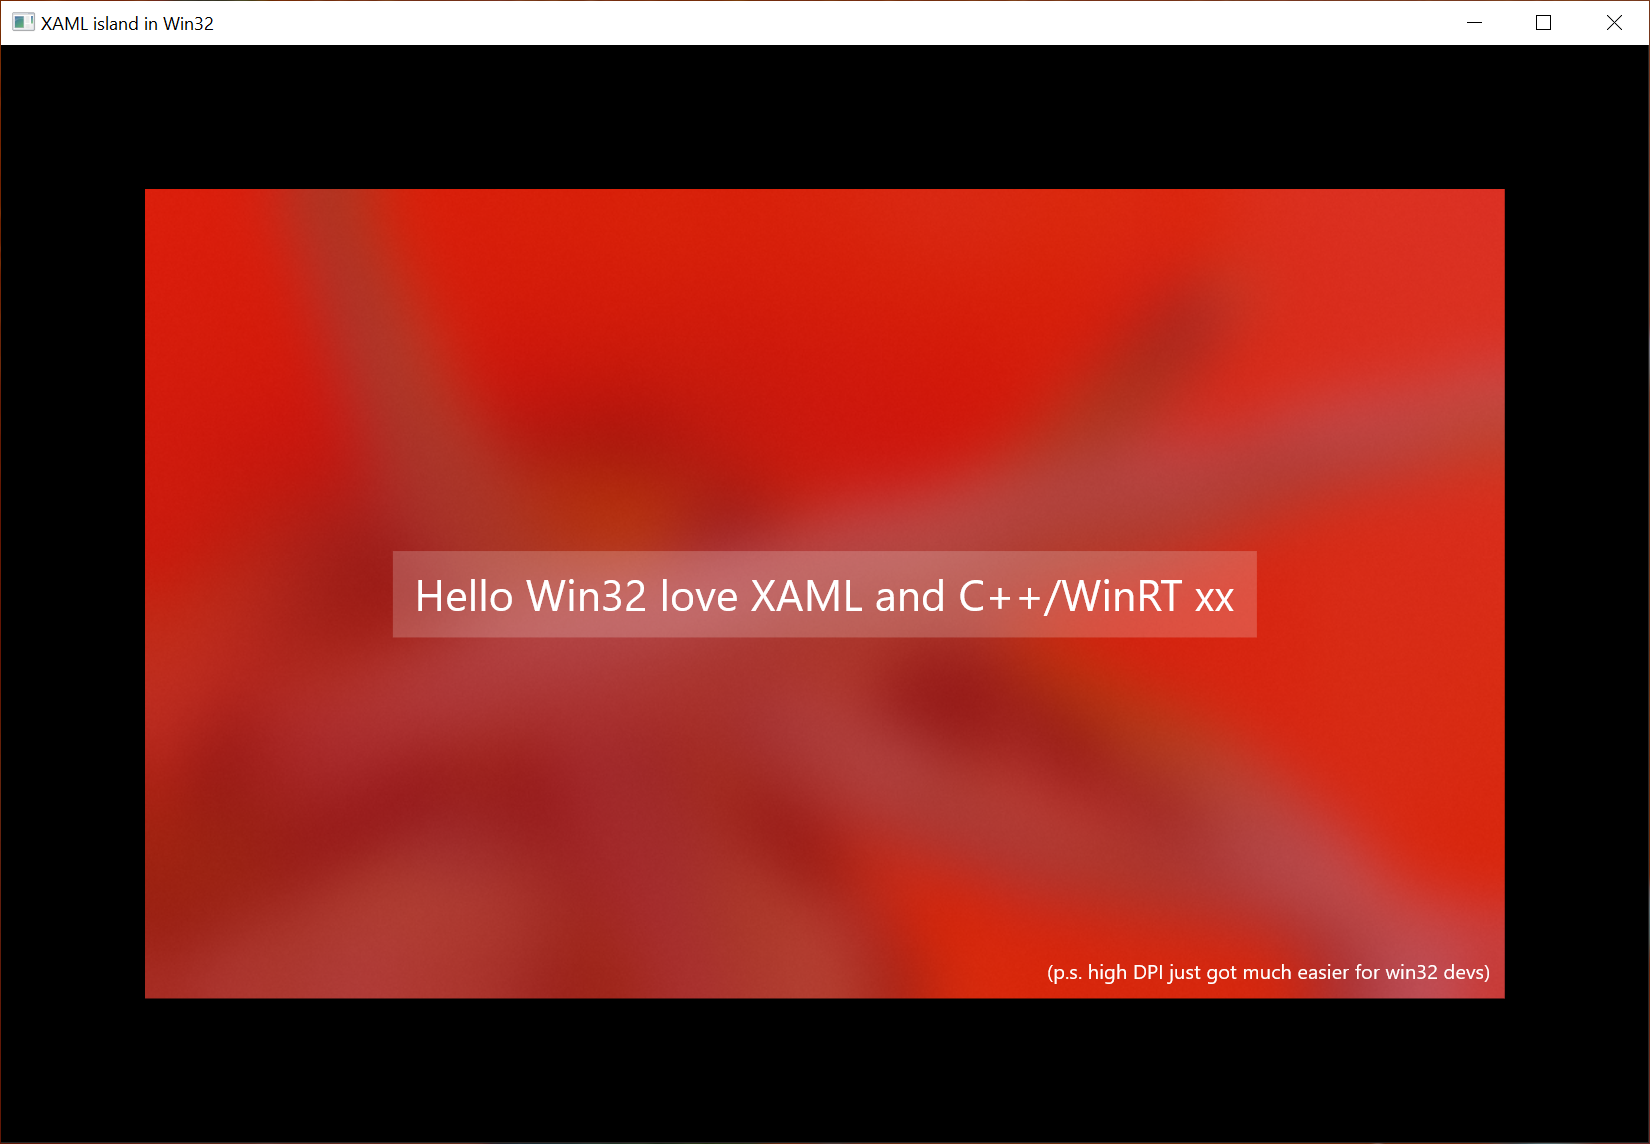 XAML island in Win32
Hello Win32 love XAML and C++/WinRT xx
(p.s. high DPI just got much easier for win32 devs)